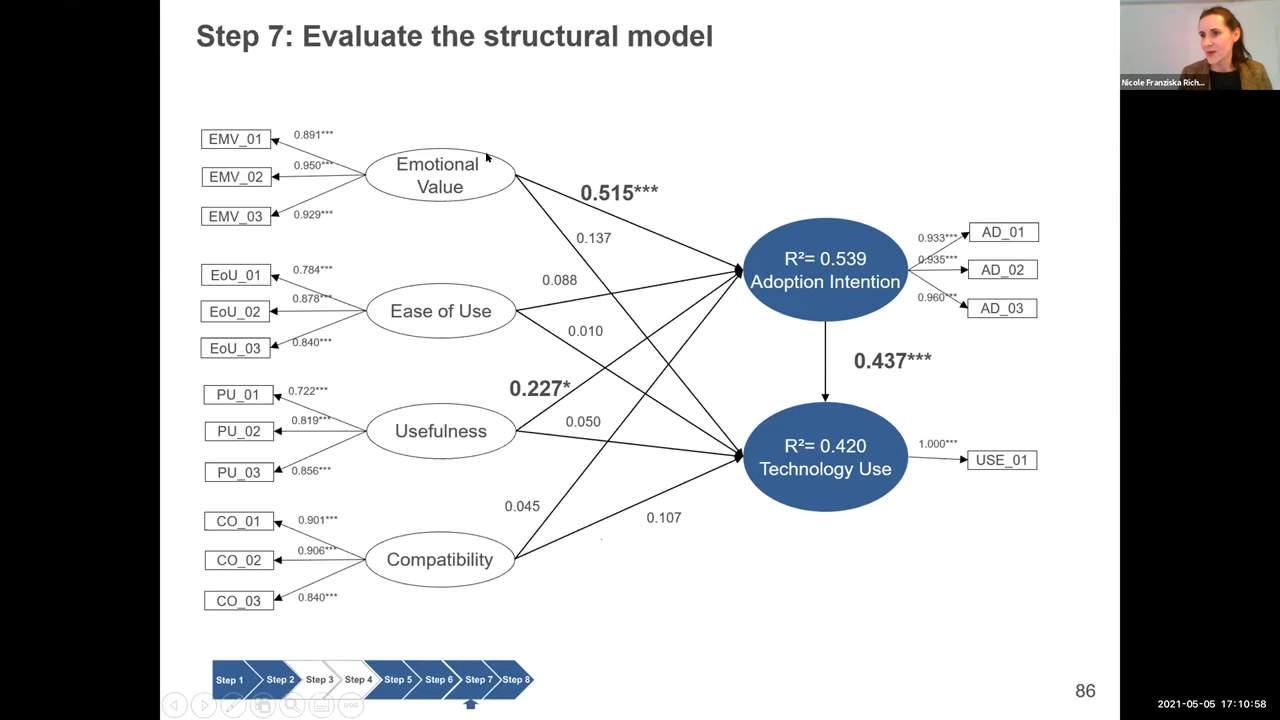 Step 7: Evaluate the structural model
Nicole Franziska Rich...
EMV_01
0.891***
EMV_02
0.950***
EMV_03
0.929***
Emotional
Value
0.515***
0.137
EoU_01
0.784***
EoU_02
0.878***
EoU_03
0.840***
Ease of Use
0.088
0.010
PU_01
0.722***
PU_02
0.819***
PU_03
0.856***
Usefulness
0.227*
0.050
CO_01
0.901***
CO_02
0.906***
CO_03
0.840***
Compatibility
0.045
0.107
R²= 0.539
Adoption Intention
0.933***
AD_01
0.935***
AD_02
0.960***
AD_03
0.437***
R²= 0.420
Technology Use
1.000***
USE_01
Step 1
Step 2
Step 3
Step 4
Step 5
Step 6
Step 7
Step 8
86
2021-05-05 17:10:58